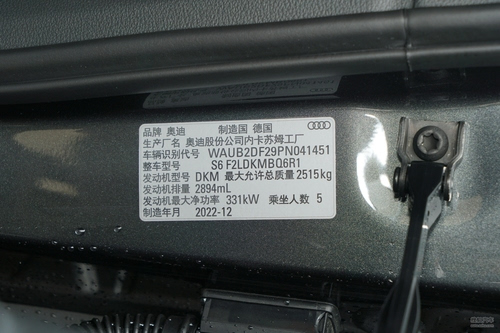 品牌 奥迪 制造国 德国
生产厂名 奥迪股份公司内卡苏姆工厂
车辆识别代号 WAUB2DF29PN041451
整车型号 S6 F2LDKMBQ6R1
发动机型号 DKM 最大允许总质量 2515kg
发动机排量 2894mL
发动机最大净功率 331kW 乘坐人数 5
制造年月 2022-12